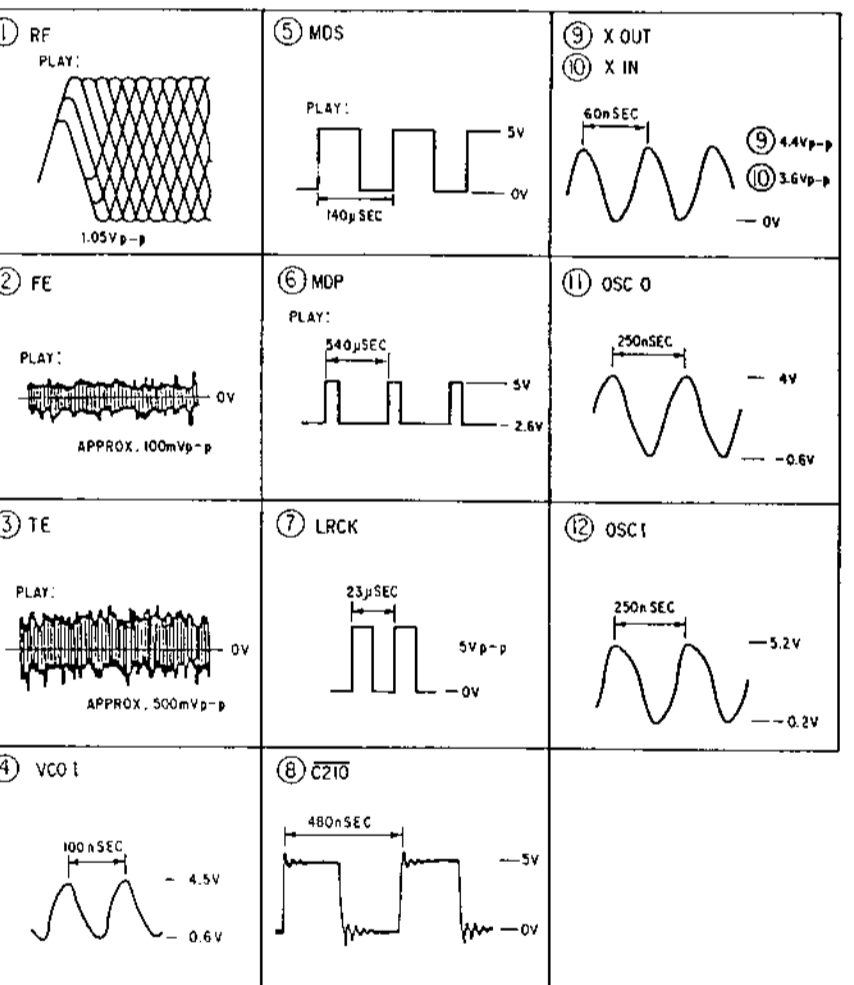 ① RF
PLAY:
1.05Vp-p
② FE
PLAY:
0V
APPROX. 100mVp-p
③ TE
PLAY:
0V
APPROX. 500mVp-p
④ VCO I
100nSEC
4.5V
0.6V
⑤ MDS
PLAY:
5V
0V
140μSEC
⑥ MDP
PLAY:
540μSEC
5V
2.6V
⑦ LRCK
23μSEC
5Vp-p
0V
⑧ C210
480nSEC
5V
0V
⑨ X OUT
⑩ X IN
60nSEC
⑨ 4.4Vp-p
⑩ 3.6Vp-p
0V
⑪ OSC O
250nSEC
4V
-0.6V
⑫ OSCI
250nSEC
5.2V
-0.2V